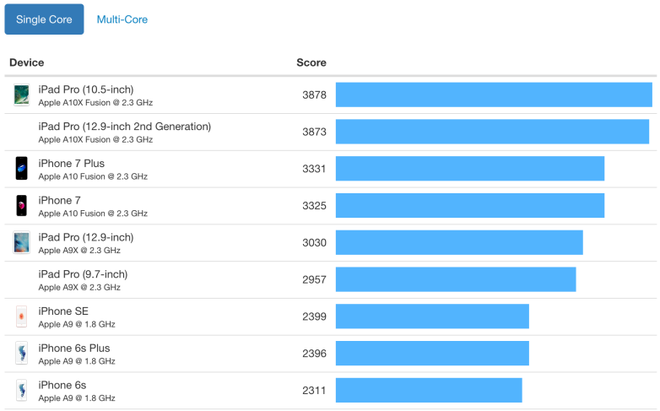 Single Core
Multi-Core
Device
Score
iPad Pro (10.5-inch)
Apple A10X Fusion @ 2.3 GHz
3878
iPad Pro (12.9-inch 2nd Generation)
Apple A10X Fusion @ 2.3 GHz
3873
iPhone 7 Plus
Apple A10 Fusion @ 2.3 GHz
3331
iPhone 7
Apple A10 Fusion @ 2.3 GHz
3325
iPad Pro (12.9-inch)
Apple A9X @ 2.3 GHz
3030
iPad Pro (9.7-inch)
Apple A9X @ 2.3 GHz
2957
iPhone SE
Apple A9 @ 1.8 GHz
2399
iPhone 6s Plus
Apple A9 @ 1.8 GHz
2396
iPhone 6s
Apple A9 @ 1.8 GHz
2311